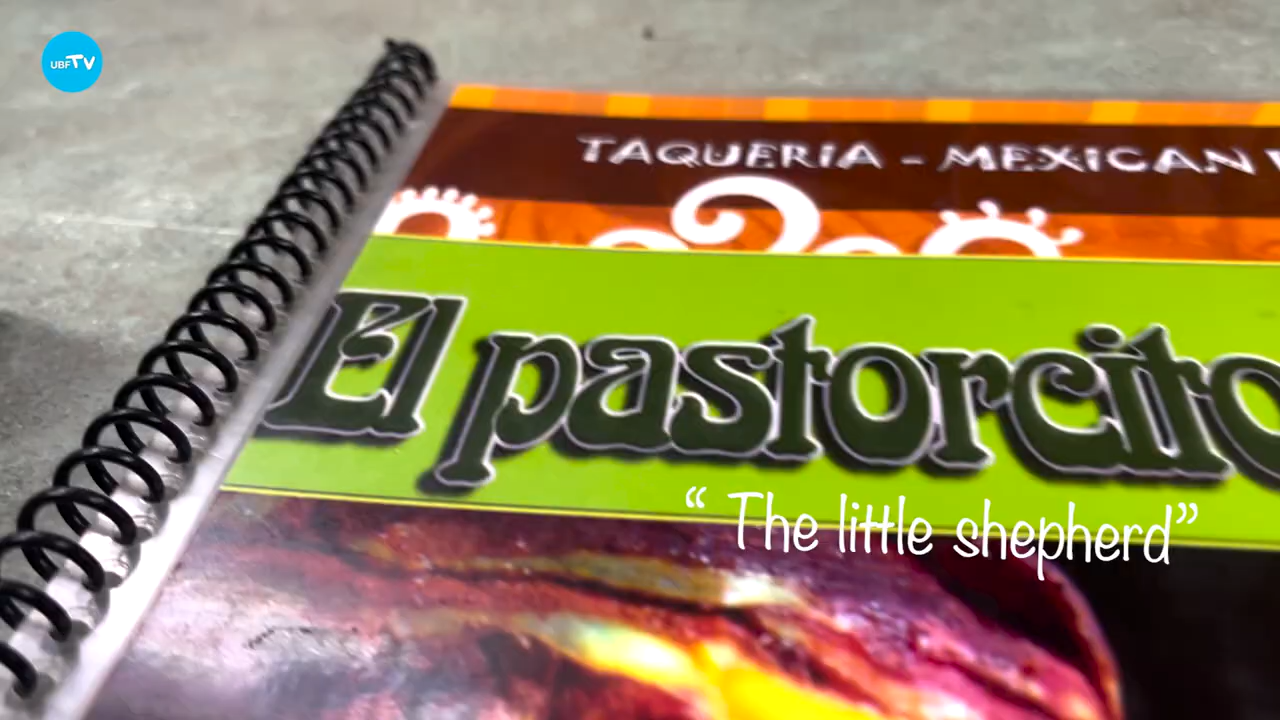 UBFTV
TAQUERIA - MEXICAN
El pastorcito
“ The little shepherd”